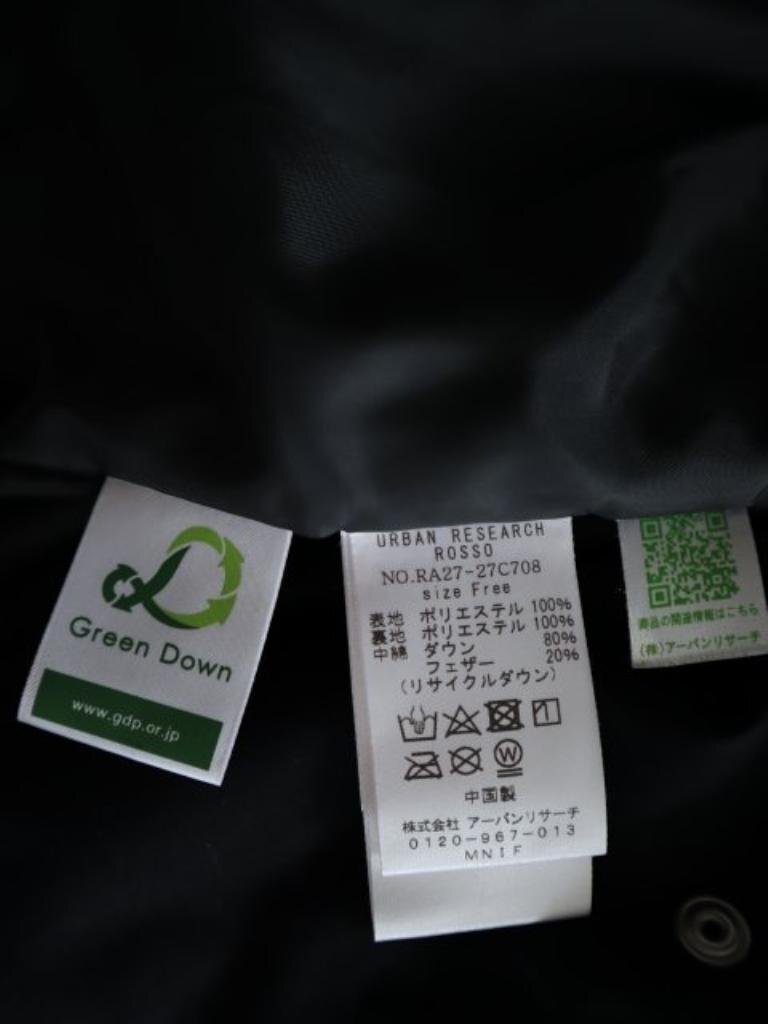 Green Down
www.gdp.or.jp
URBAN RESEARCH
ROSSO
NO.RA27-27C708
size Free
表地 ポリエステル 100%
裏地 ポリエステル 100%
中綿 ダウン 80%
フェザー 20%
(リサイクルダウン)
W
中国製
株式会社 アーバンリサーチ
0120-967-013
MNIF
商品の関連情報はこちら
(株)アーバンリサーチ